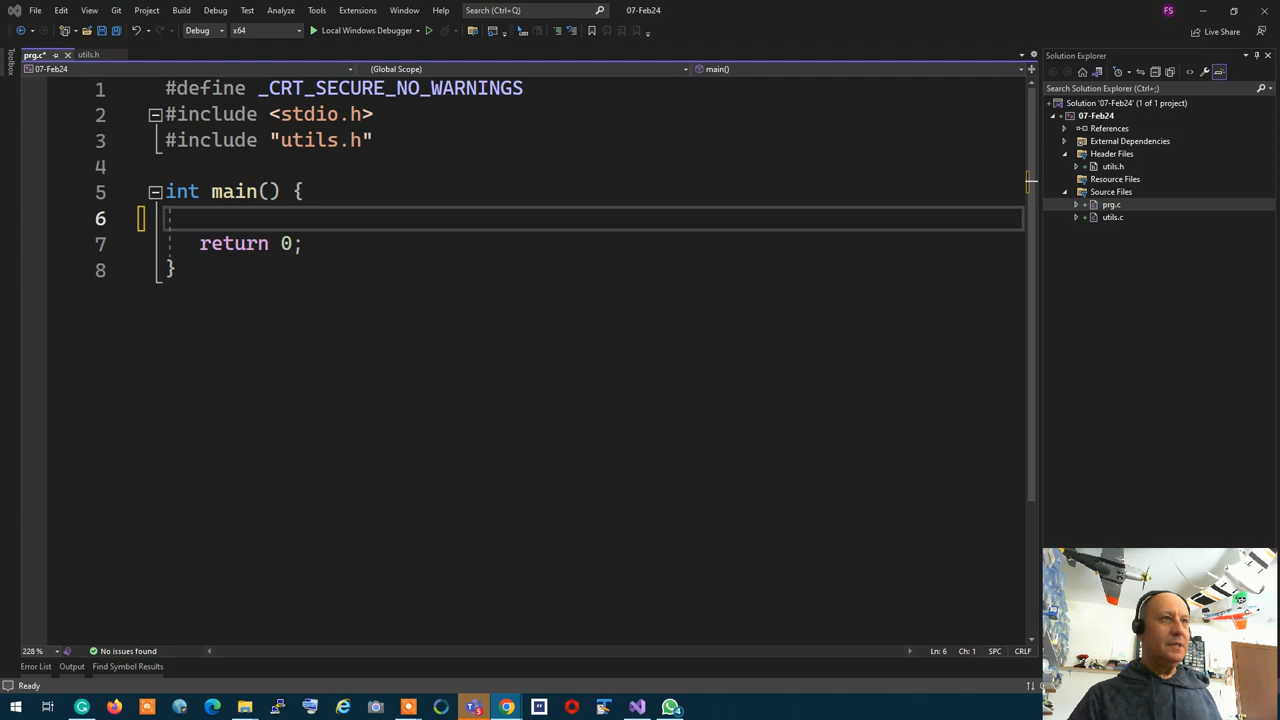 File Edit View Git Project Build Debug Test Analyze Tools Extensions Window Help Search (Ctrl+Q) 07-Feb24 FS
Debug x64 Local Windows Debugger Live Share
Toolbox
prg.c* utils.h
07-Feb24 (Global Scope) main()
1 #define _CRT_SECURE_NO_WARNINGS
2 #include <stdio.h>
3 #include "utils.h"
4
5 int main() {
6
7 return 0;
8 }
228 % No issues found Ln: 6 Ch: 1 SPC CRLF
Error List Output Find Symbol Results
Ready
Solution Explorer
Search Solution Explorer (Ctrl+;)
Solution '07-Feb24' (1 of 1 project)
07-Feb24
References
External Dependencies
Header Files
utils.h
Resource Files
Source Files
prg.c
utils.c